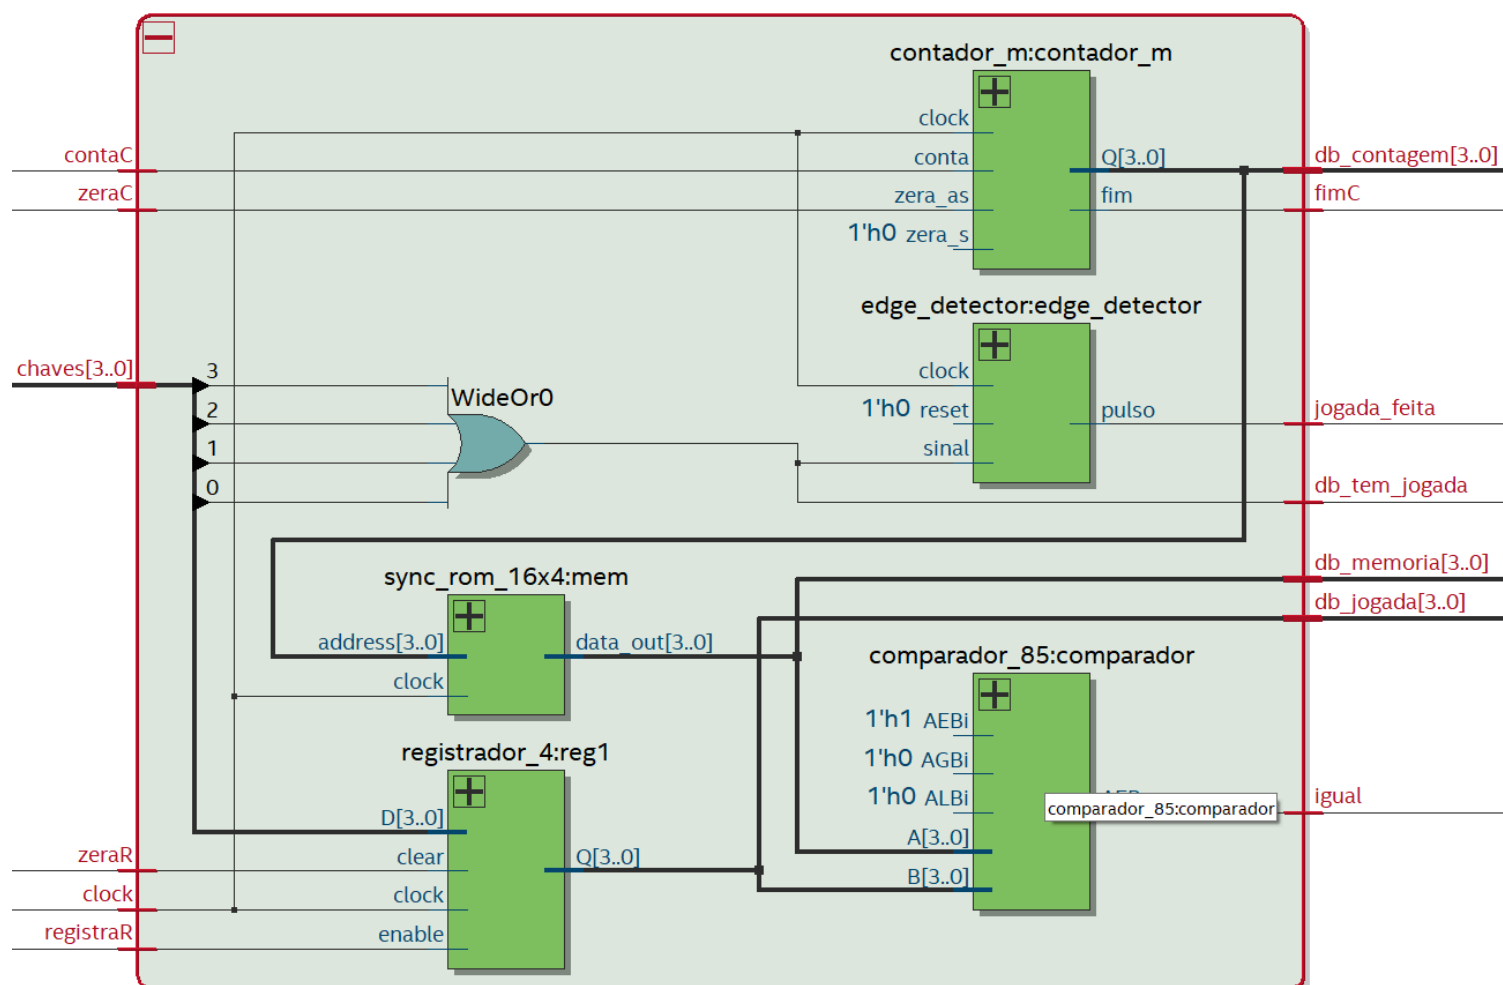 contador_m:contador_m
clock
contaC
conta
Q[3..0]
db_contagem[3..0]
zeraC
zera_as
fim
fimC
1'h0 zera_s
edge_detector:edge_detector
chaves[3..0]
3
clock
WideOr0
2
1'h0 reset
pulso
jogada_feita
1
sinal
0
db_tem_jogada
sync_rom_16x4:mem
db_memoria[3..0]
db_jogada[3..0]
address[3..0]
data_out[3..0]
comparador_85:comparador
clock
1'h1 AEBi
registrador_4:reg1
1'h0 AGBi
1'h0 ALBi
comparador_85:comparador
igual
D[3..0]
A[3..0]
zeraR
clear
Q[3..0]
B[3..0]
clock
clock
registraR
enable